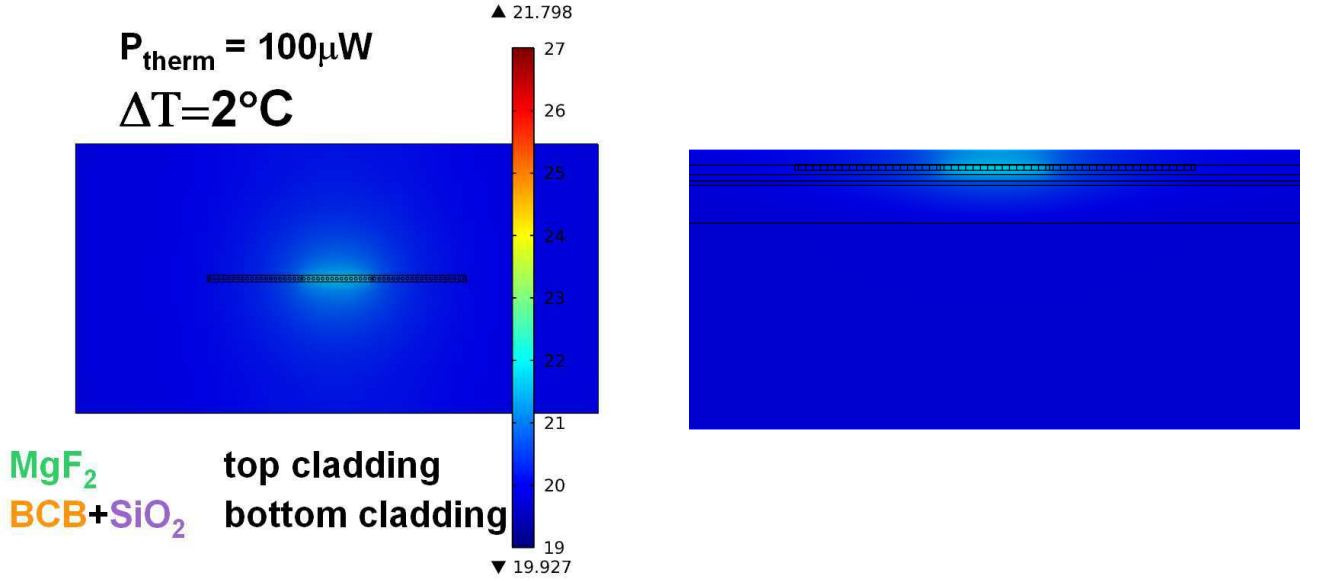 ▲ 21.798
P_therm = 100μW
ΔT=2°C
27
26
25
24
23
22
21
20
19
▼ 19.927
MgF₂ top cladding
BCB+SiO₂ bottom cladding